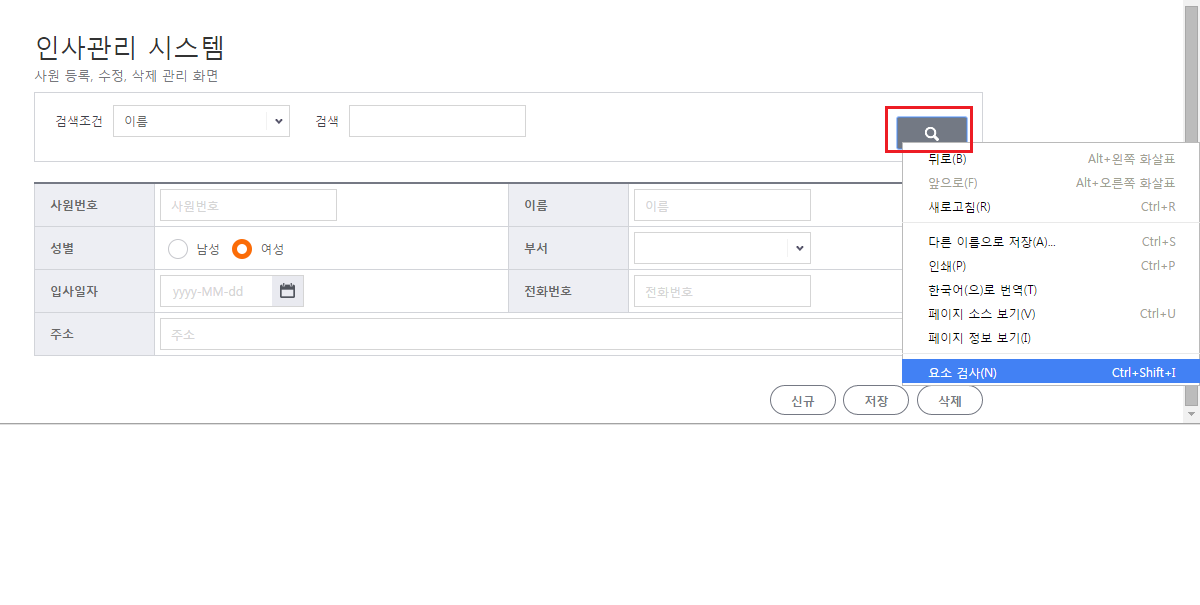 인사관리 시스템
사원 등록, 수정, 삭제 관리 화면
검색조건 이름 검색
뒤로(B) Alt+왼쪽 화살표
앞으로(F) Alt+오른쪽 화살표
새로고침(R) Ctrl+R
다른 이름으로 저장(A)... Ctrl+S
인쇄(P) Ctrl+P
한국어(으)로 번역(T)
페이지 소스 보기(V) Ctrl+U
페이지 정보 보기(I)
요소 검사(N) Ctrl+Shift+I
사원번호 사원번호 이름 이름
성별 남성 여성 부서
입사일자 yyyy-MM-dd 전화번호 전화번호
주소 주소
신규 저장 삭제